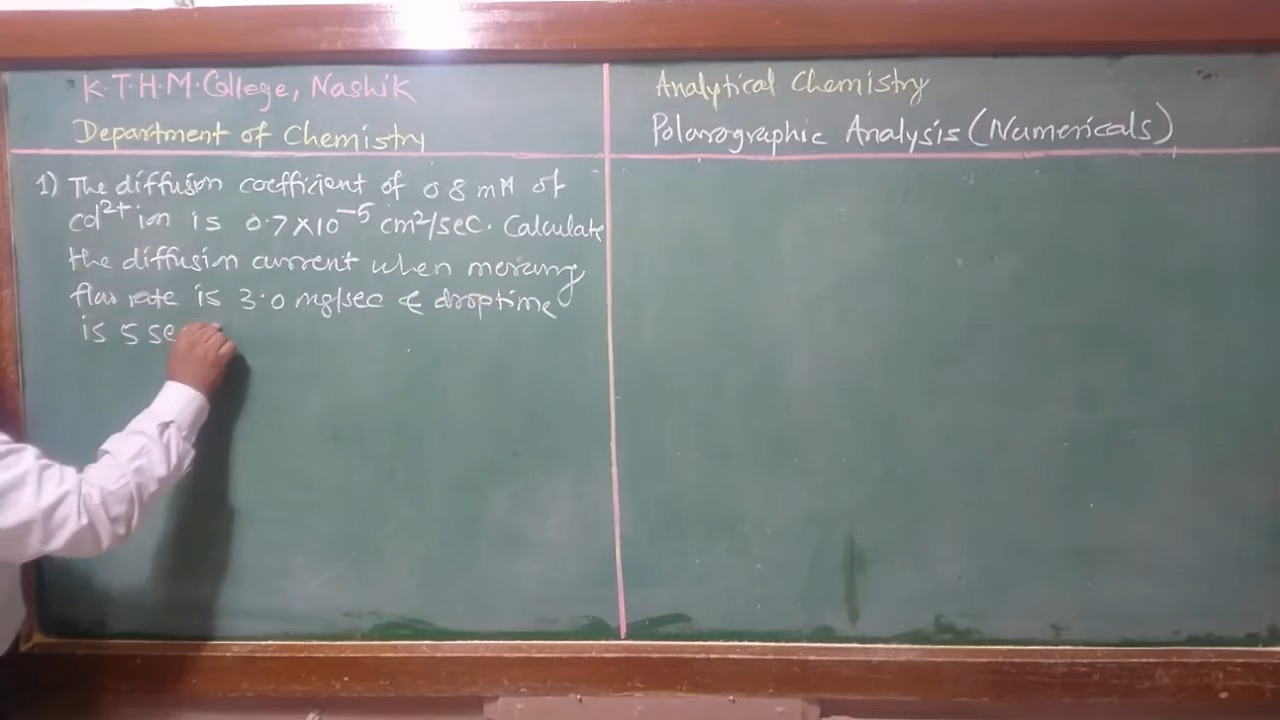 K.T.H.M. College, Nashik
Department of Chemistry
Analytical Chemistry
Polarographic Analysis (Numericals)
1) The diffusion coefficient of 0.8 mM of
cd²⁺ ion is 0.7×10⁻⁵ cm²/sec. Calculate
the diffusion current when
flow rate is 3.0 mg/sec & droptime
is 5 se